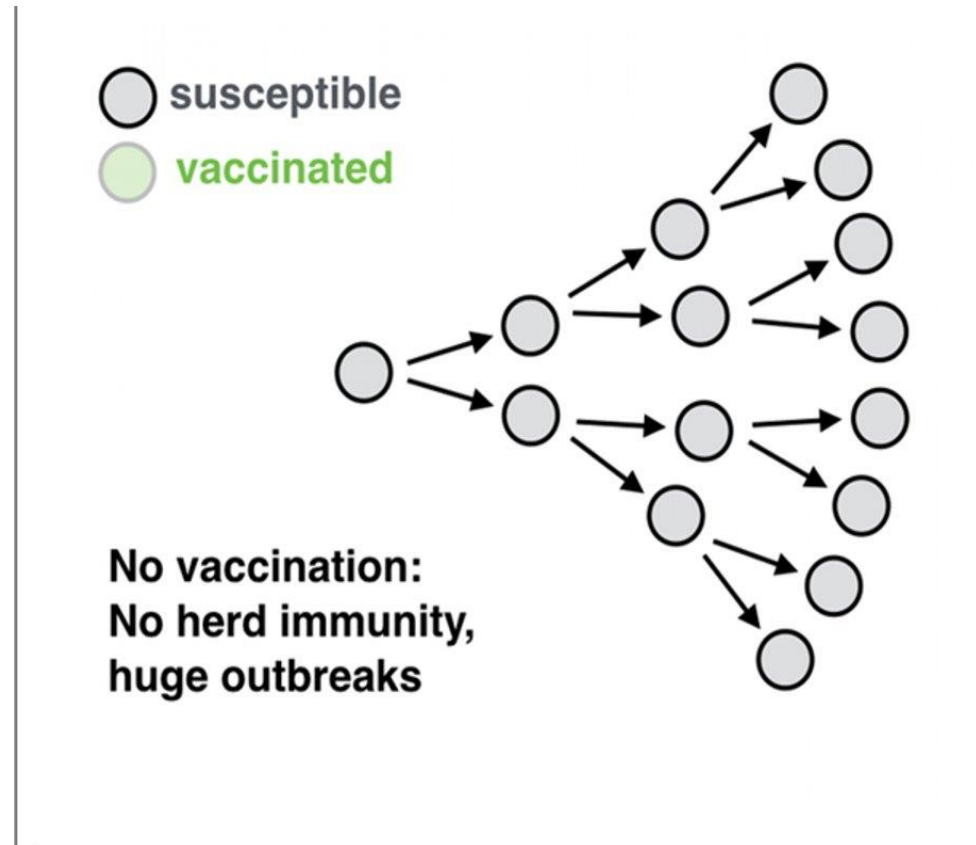 susceptible
vaccinated
No vaccination:
No herd immunity,
huge outbreaks